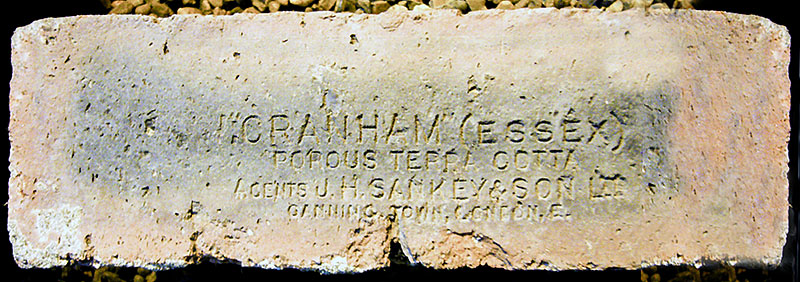 "CRANHAM" (ESSEX)
POROUS TERRA COTTA
AGENTS J. H. SANKEY & SON LTD
CANNING TOWN, LONDON, E.